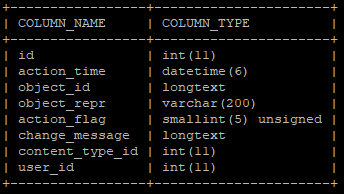 +-----------------+----------------------+
| COLUMN_NAME     | COLUMN_TYPE          |
+-----------------+----------------------+
| id              | int(11)              |
| action_time     | datetime(6)          |
| object_id       | longtext             |
| object_repr     | varchar(200)         |
| action_flag     | smallint(5) unsigned |
| change_message  | longtext             |
| content_type_id | int(11)              |
| user_id         | int(11)              |
+-----------------+----------------------+